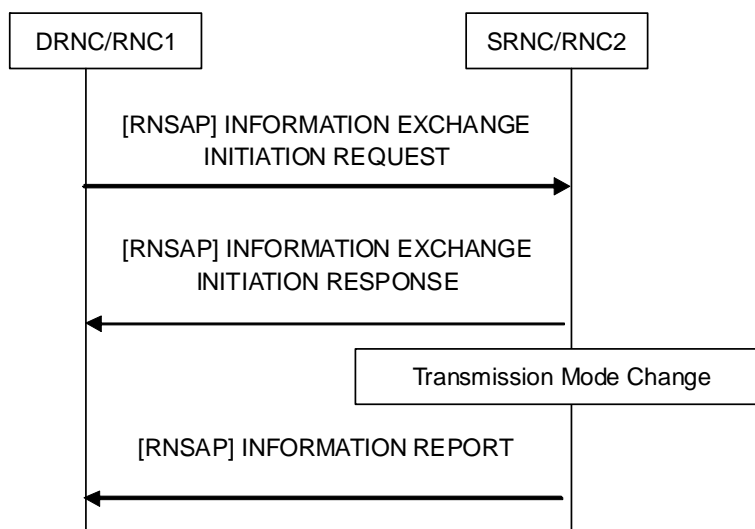 DRNC/RNC1
SRNC/RNC2
[RNSAP] INFORMATION EXCHANGE
INITIATION REQUEST
[RNSAP] INFORMATION EXCHANGE
INITIATION RESPONSE
Transmission Mode Change
[RNSAP] INFORMATION REPORT